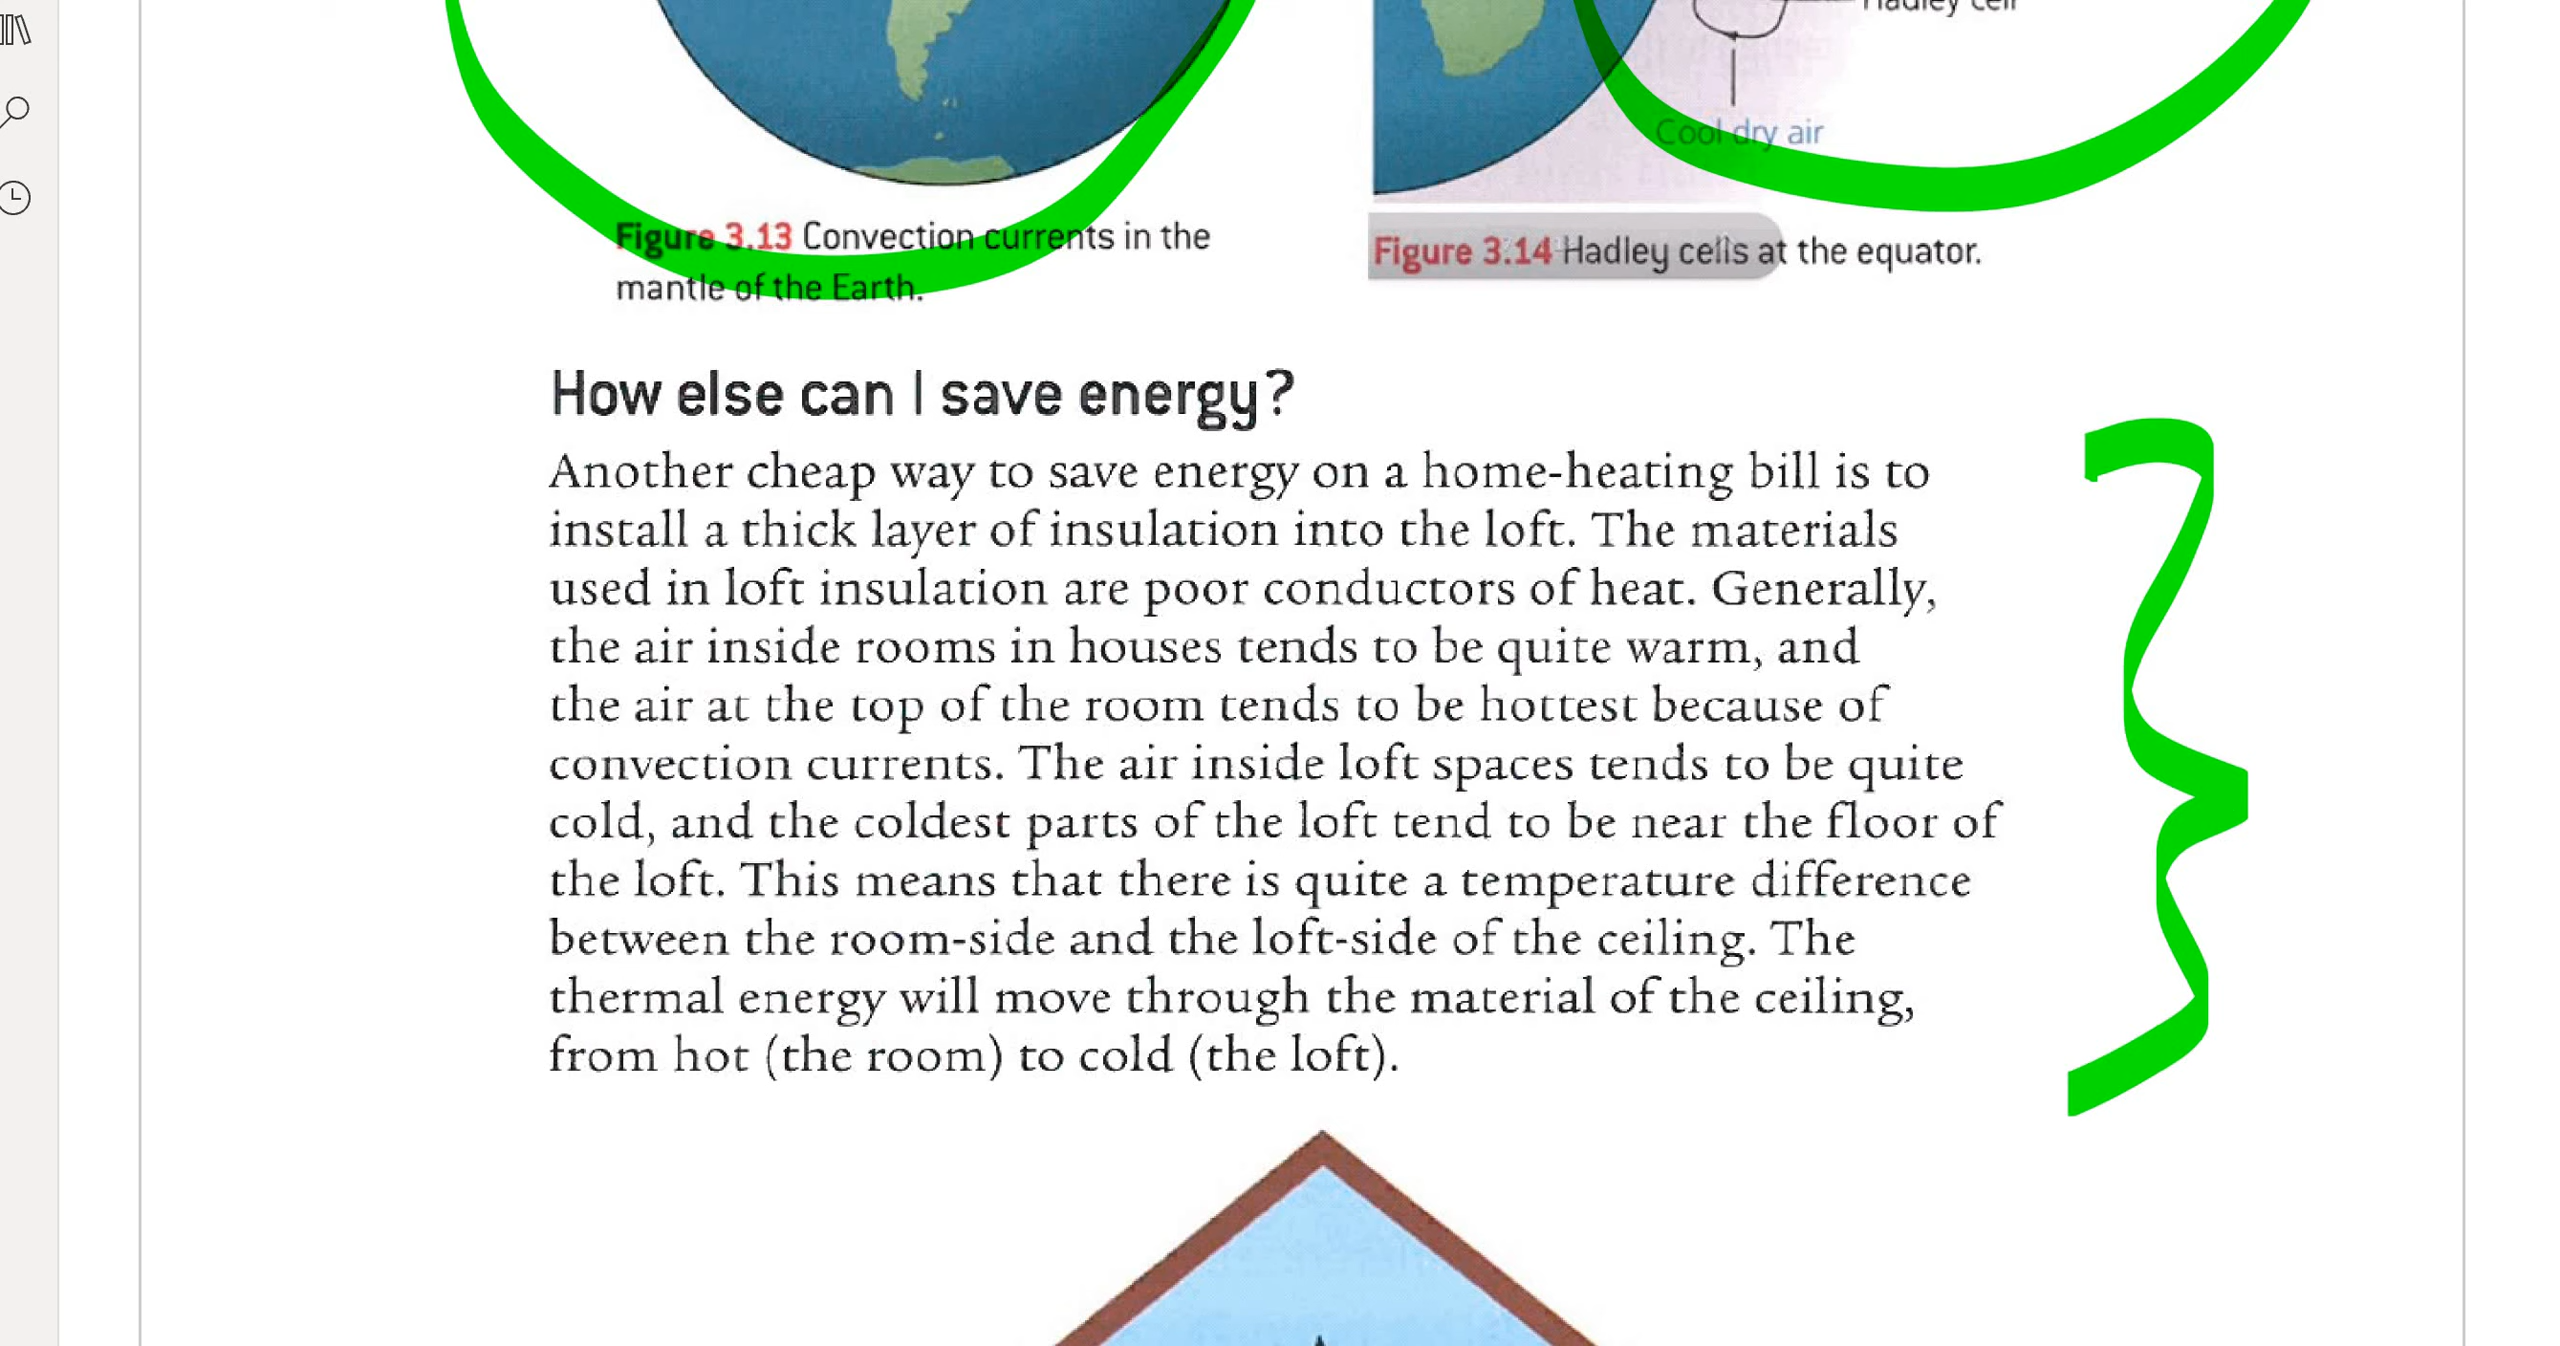 Hadley cell
Cool dry air
Figure 3.13 Convection currents in the
mantle of the Earth.
Figure 3.14 Hadley cells at the equator.
How else can I save energy?
Another cheap way to save energy on a home-heating bill is to
install a thick layer of insulation into the loft. The materials
used in loft insulation are poor conductors of heat. Generally,
the air inside rooms in houses tends to be quite warm, and
the air at the top of the room tends to be hottest because of
convection currents. The air inside loft spaces tends to be quite
cold, and the coldest parts of the loft tend to be near the floor of
the loft. This means that there is quite a temperature difference
between the room-side and the loft-side of the ceiling. The
thermal energy will move through the material of the ceiling,
from hot (the room) to cold (the loft).